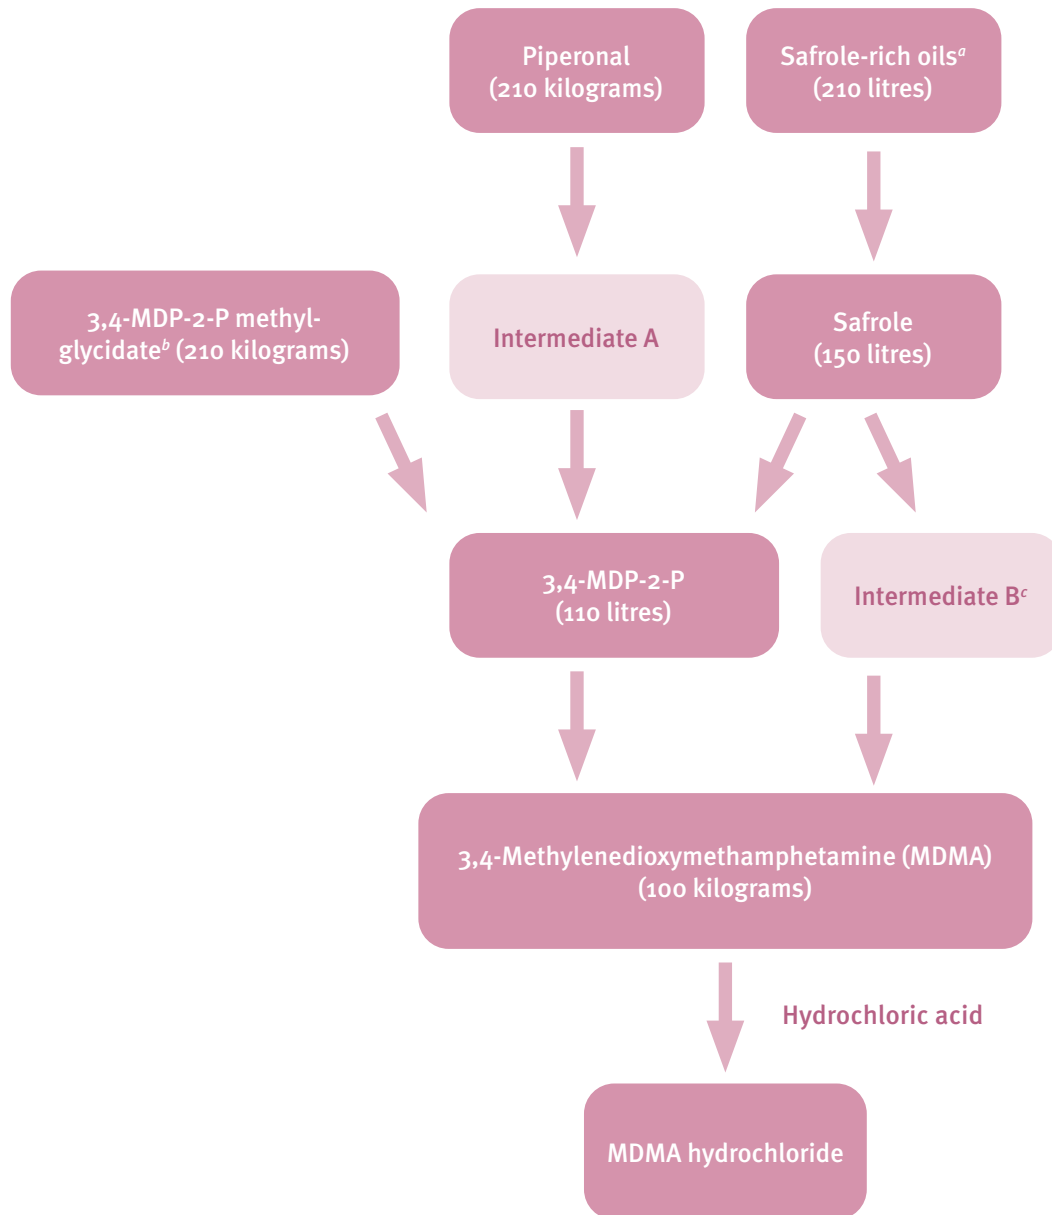 Piperonal
(210 kilograms)
Safrole-rich oilsᵃ
(210 litres)
3,4-MDP-2-P methyl-
glycidateᵇ (210 kilograms)
Intermediate A
Safrole
(150 litres)
3,4-MDP-2-P
(110 litres)
Intermediate Bᶜ
3,4-Methylenedioxymethamphetamine (MDMA)
(100 kilograms)
Hydrochloric acid
MDMA hydrochloride